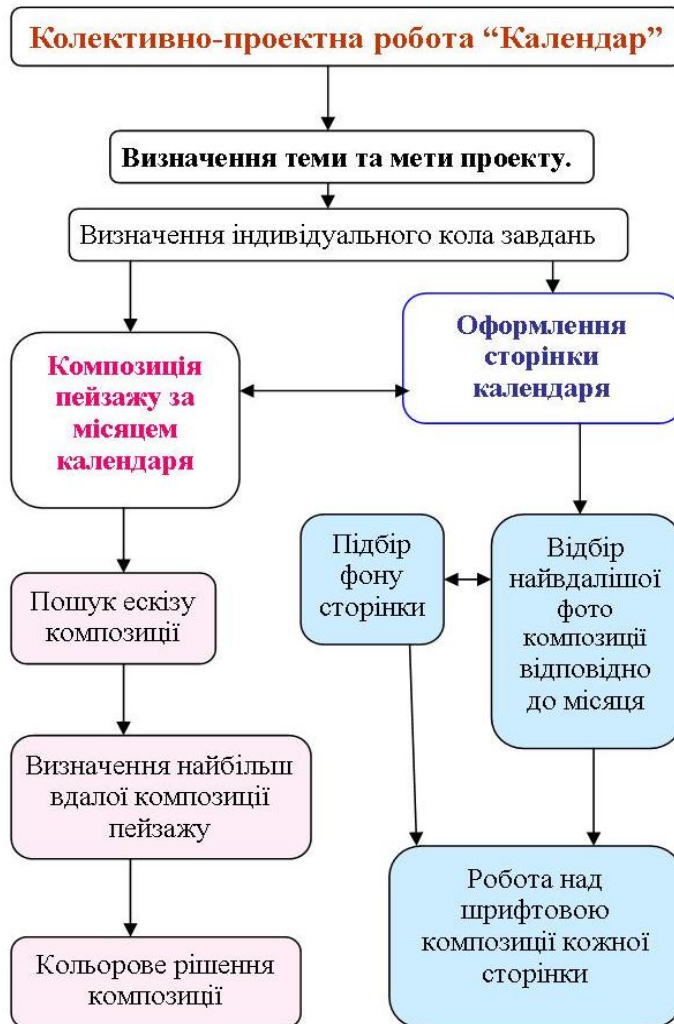 Колективно-проектна робота “Календар”
Визначення теми та мети проекту.
Визначення індивідуального кола завдань
Композиція
пейзажу за
місяцем
календаря
Оформлення
сторінки
календаря
Пошук ескізу
композиції
Підбір
фону
сторінки
Відбір
найвдалішої
фото
композиції
відповідно
до місяця
Визначення найбільш
вдалої композиції
пейзажу
Кольорове рішення
композиції
Робота над
шрифтовою
композиції кожної
сторінки